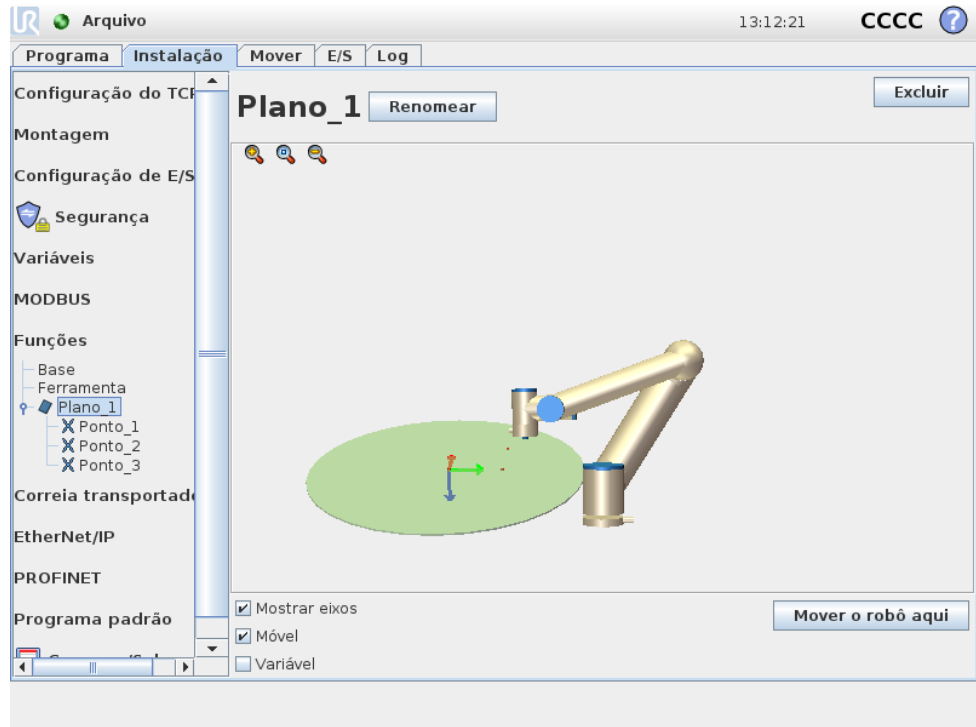 UR Arquivo 13:12:21 CCCC ?
Programa Instalação Mover E/S Log
Configuração do TCP
Plano_1 Renomear Excluir
Montagem
Configuração de E/S
Segurança
Variáveis
MODBUS
Funções
Base
Ferramenta
Plano_1
Ponto_1
Ponto_2
Ponto_3
Correia transportad
EtherNet/IP
PROFINET
Programa padrão
Mostrar eixos
Móvel
Variável
Mover o robô aqui